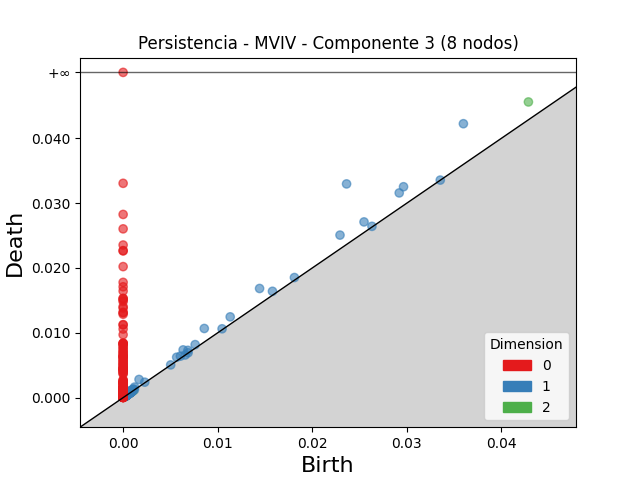 Persistencia - MVIV - Componente 3 (8 nodos)
+∞
0.040
0.030
0.020
0.010
0.000
Death
0.00 0.01 0.02 0.03 0.04
Birth
Dimension
0
1
2